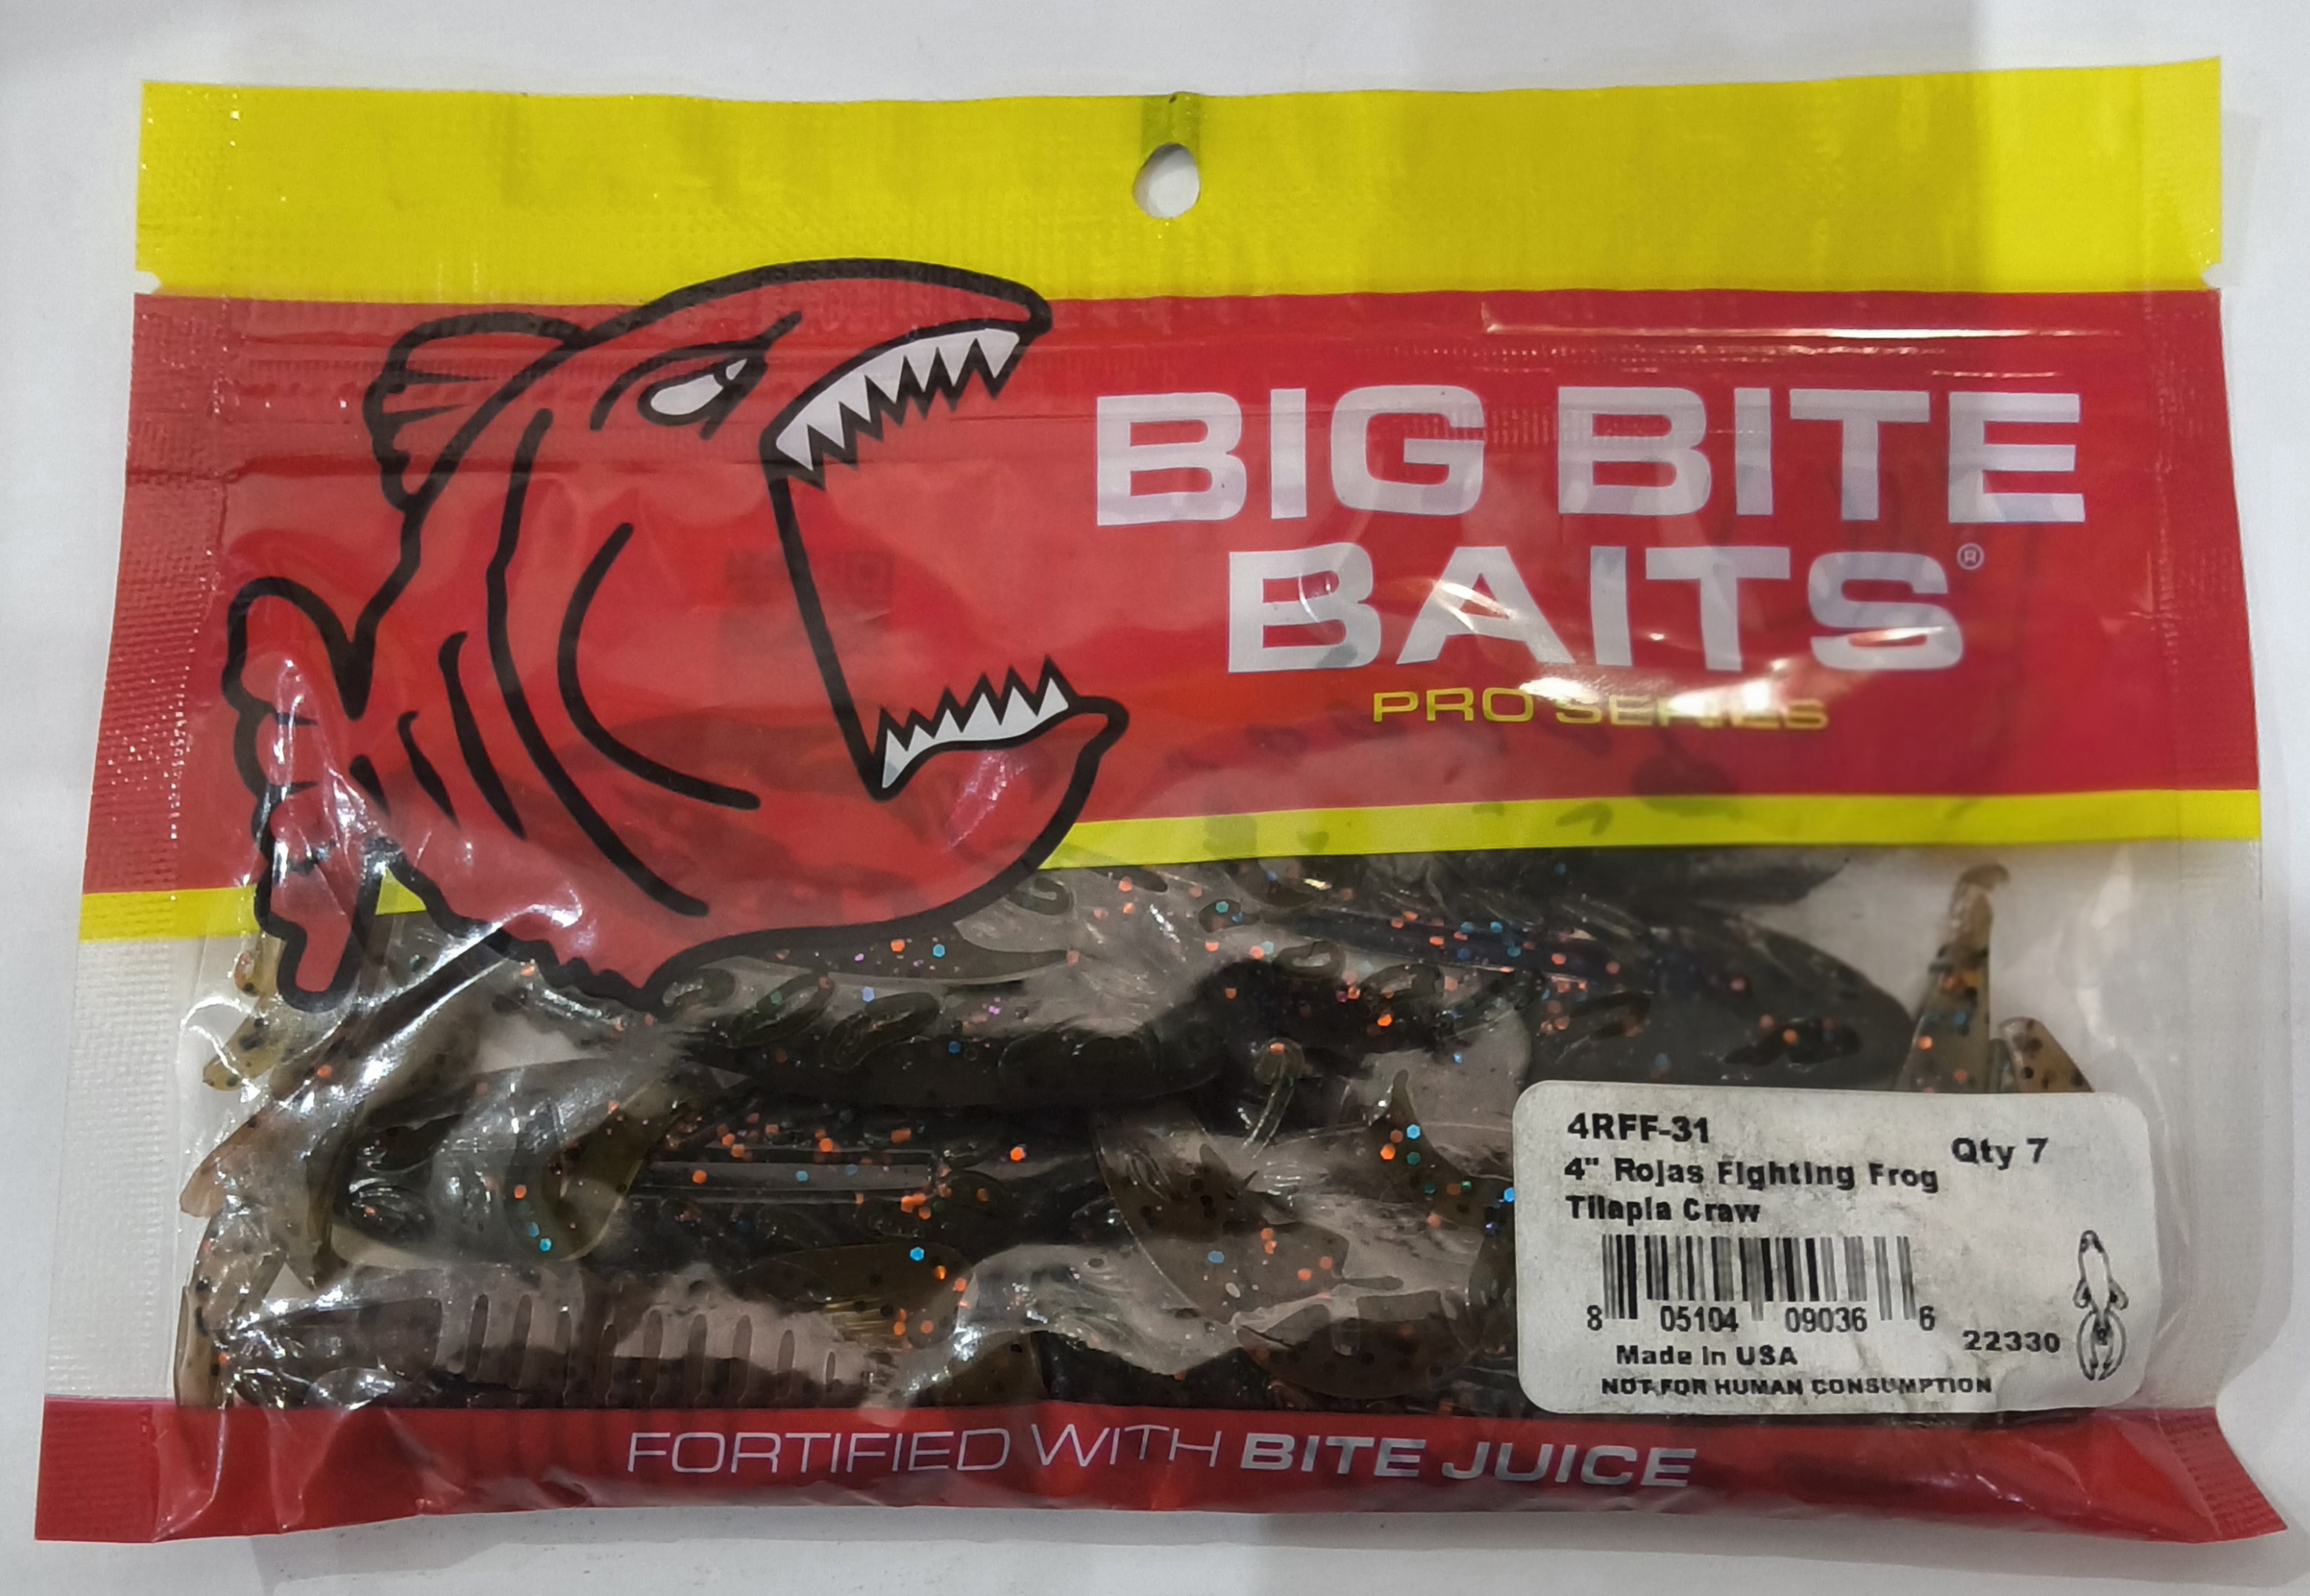 BIG BITE
BAITS®
PRO SERIES
4RFF-31
Qty 7
4" Rojas Fighting Frog
Tilapia Craw
8 05104 09036 6
22330
Made in USA
NOT FOR HUMAN CONSUMPTION
FORTIFIED WITH BITE JUICE